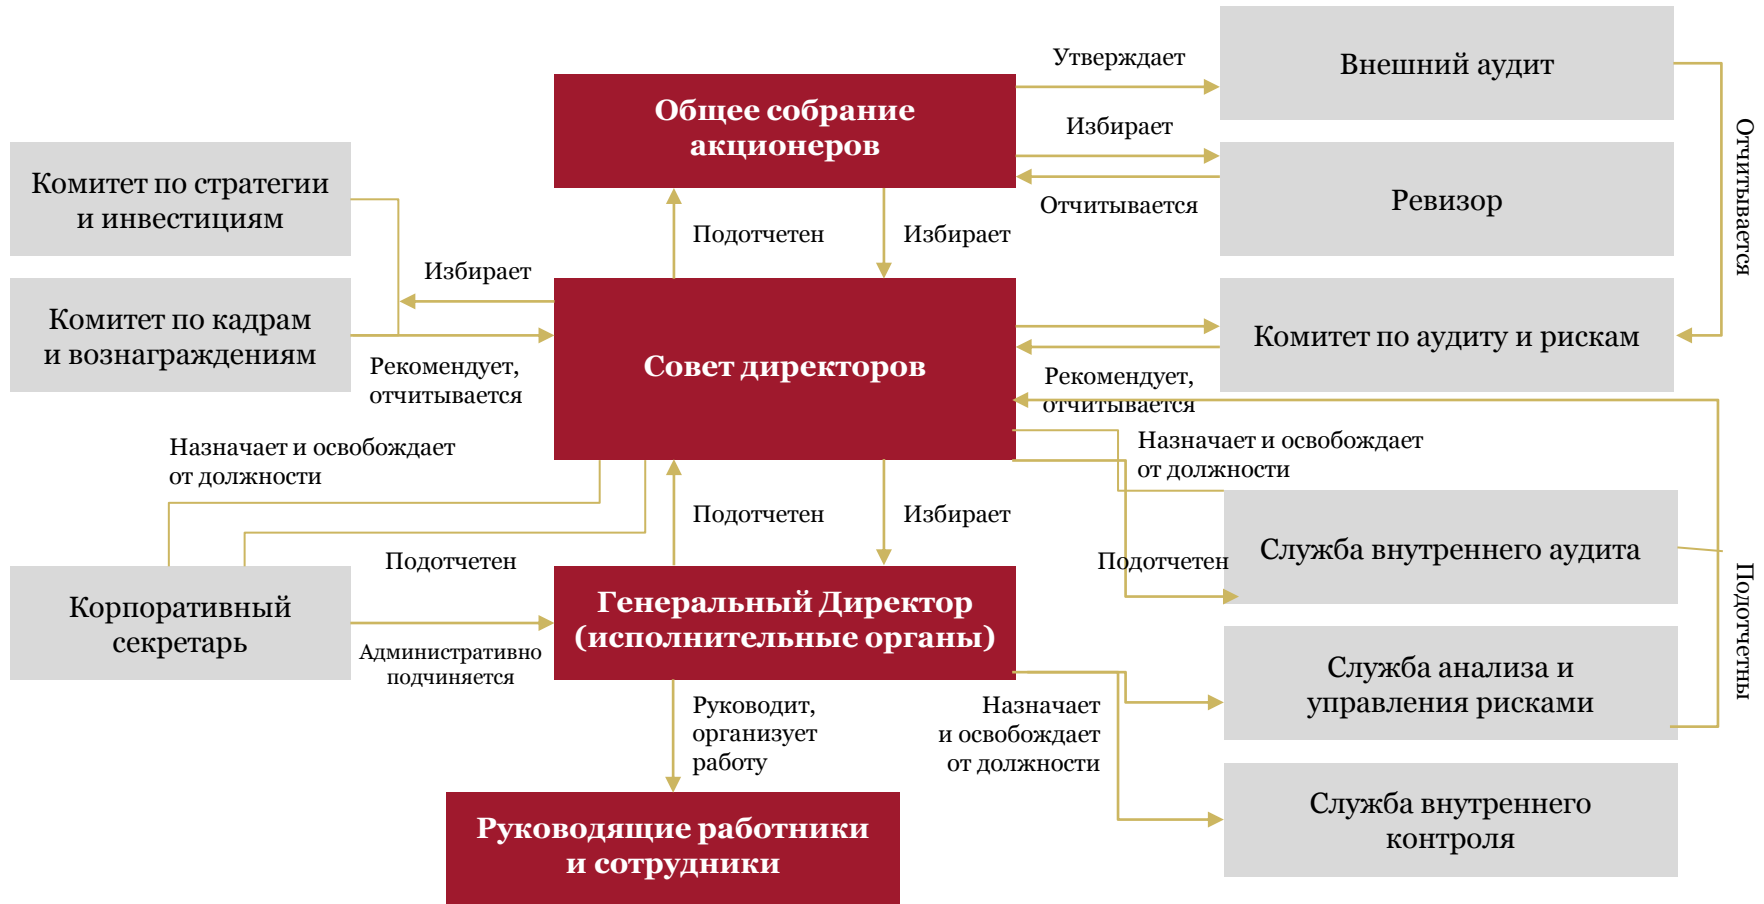 Утверждает
Внешний аудит
Общее собрание
акционеров
Избирает
Отчитывается
Комитет по стратегии
и инвестициям
Ревизор
Отчитывается
Подотчетен
Избирает
Избирает
Комитет по кадрам
и вознаграждениям
Совет директоров
Комитет по аудиту и рискам
Рекомендует,
отчитывается
Рекомендует,
отчитывается
Назначает и освобождает
от должности
Назначает и освобождает
от должности
Подотчетен
Избирает
Подотчетен
Подотчетен
Служба внутреннего аудита
Подотчетны
Корпоративный
секретарь
Генеральный Директор
(исполнительные органы)
Административно
подчиняется
Служба анализа и
управления рисками
Руководит,
организует
работу
Назначает
и освобождает
от должности
Руководящие работники
и сотрудники
Служба внутреннего
контроля